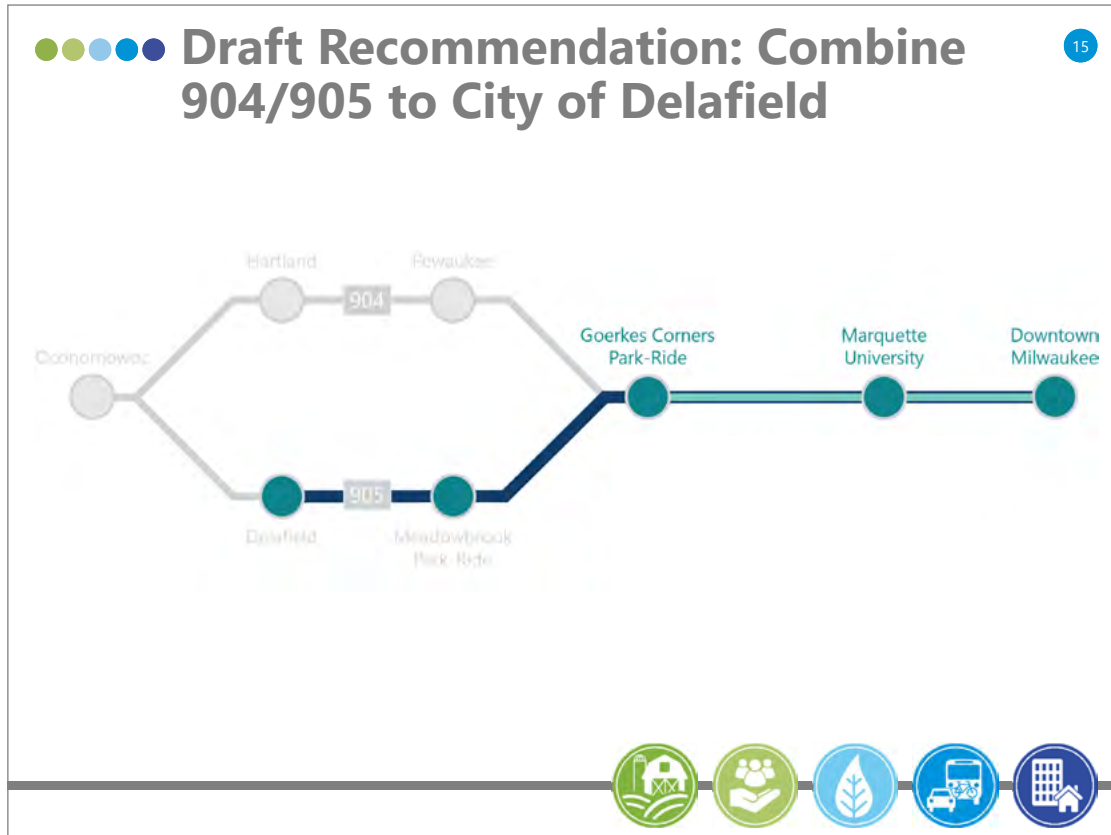 Draft Recommendation: Combine
904/905 to City of Delafield
15
Hartland
Pewaukee
904
Oconomowoc
Goerkes Corners
Park-Ride
Marquette
University
Downtown
Milwaukee
905
Delafield
Meadowbrook
Park-Ride